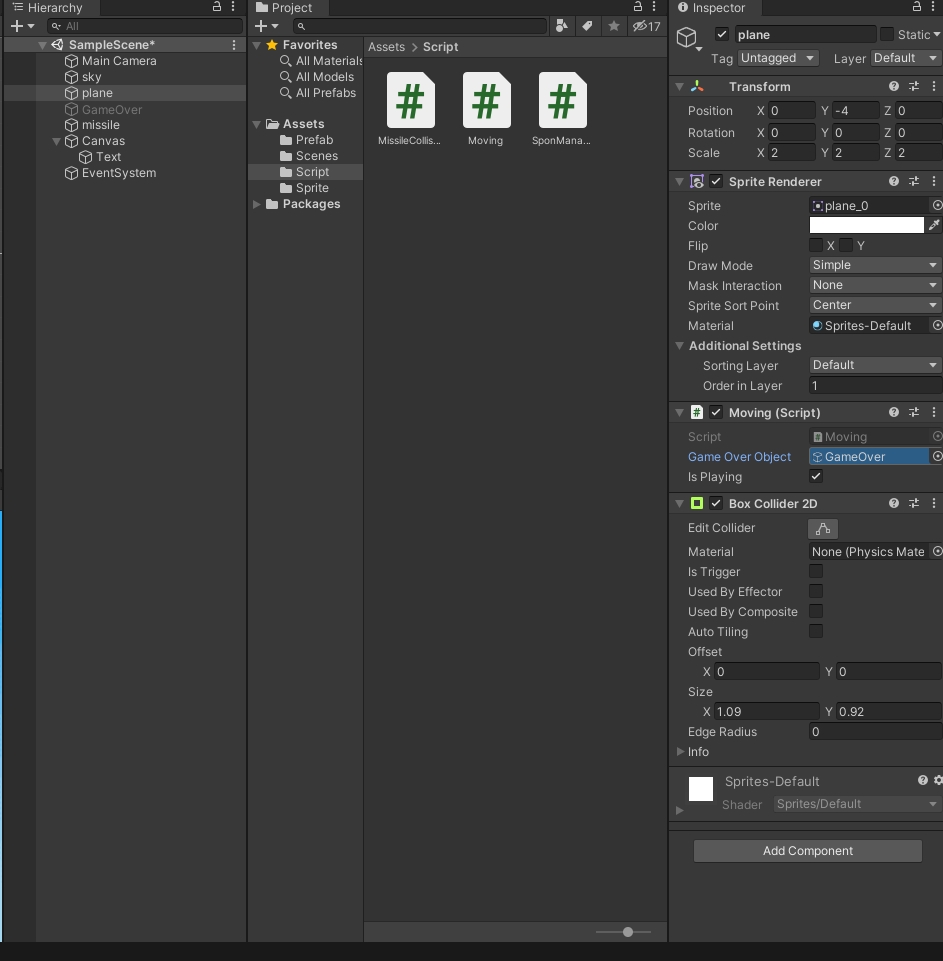 Hierarchy
All
SampleScene*
Main Camera
sky
plane
GameOver
missile
Canvas
Text
EventSystem
Project
17
Favorites
All Materials
All Models
All Prefabs
Assets
Prefab
Scenes
Script
Sprite
Packages
Assets > Script
MissileCollis... Moving SponMana...
Inspector
plane Static
Tag Untagged Layer Default
Transform
Position X 0 Y -4 Z 0
Rotation X 0 Y 0 Z 0
Scale X 2 Y 2 Z 2
Sprite Renderer
Sprite plane_0
Color
Flip X Y
Draw Mode Simple
Mask Interaction None
Sprite Sort Point Center
Material Sprites-Default
Additional Settings
Sorting Layer Default
Order in Layer 1
# Moving (Script)
Script # Moving
Game Over Object GameOver
Is Playing
Box Collider 2D
Edit Collider
Material None (Physics Mate
Is Trigger
Used By Effector
Used By Composite
Auto Tiling
Offset
X 0 Y 0
Size
X 1.09 Y 0.92
Edge Radius 0
Info
Sprites-Default
Shader Sprites/Default
Add Component